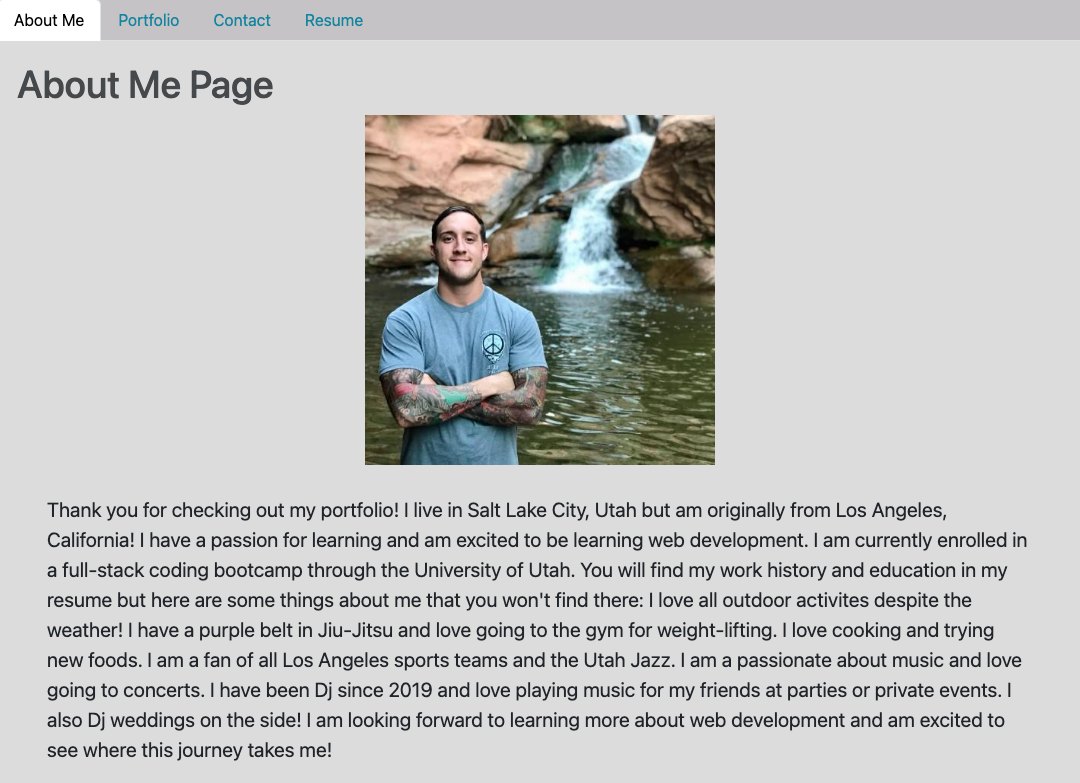 About Me Portfolio Contact Resume
About Me Page
Thank you for checking out my portfolio! I live in Salt Lake City, Utah but am originally from Los Angeles,
California! I have a passion for learning and am excited to be learning web development. I am currently enrolled in
a full-stack coding bootcamp through the University of Utah. You will find my work history and education in my
resume but here are some things about me that you won't find there: I love all outdoor activites despite the
weather! I have a purple belt in Jiu-Jitsu and love going to the gym for weight-lifting. I love cooking and trying
new foods. I am a fan of all Los Angeles sports teams and the Utah Jazz. I am a passionate about music and love
going to concerts. I have been Dj since 2019 and love playing music for my friends at parties or private events. I
also Dj weddings on the side! I am looking forward to learning more about web development and am excited to
see where this journey takes me!